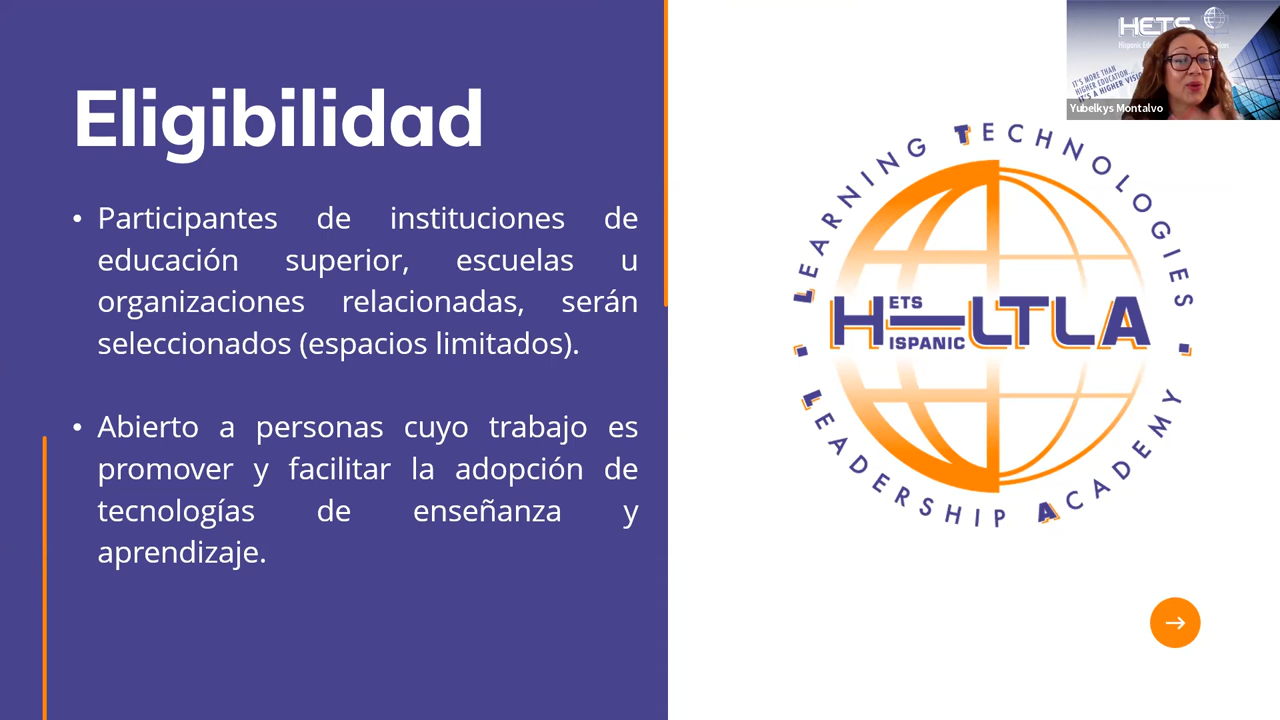 Eligibilidad
• Participantes de instituciones de
educación superior, escuelas u
organizaciones relacionadas, serán
seleccionados (espacios limitados).
• Abierto a personas cuyo trabajo es
promover y facilitar la adopción de
tecnologías de enseñanza y
aprendizaje.
LEARNING TECHNOLOGIES
HETS HISPANIC LTLA
LEADERSHIP ACADEMY
HETS
IT'S MORE THAN
HIGHER EDUCATION
IT'S A HIGHER
Yubelkys Montalvo